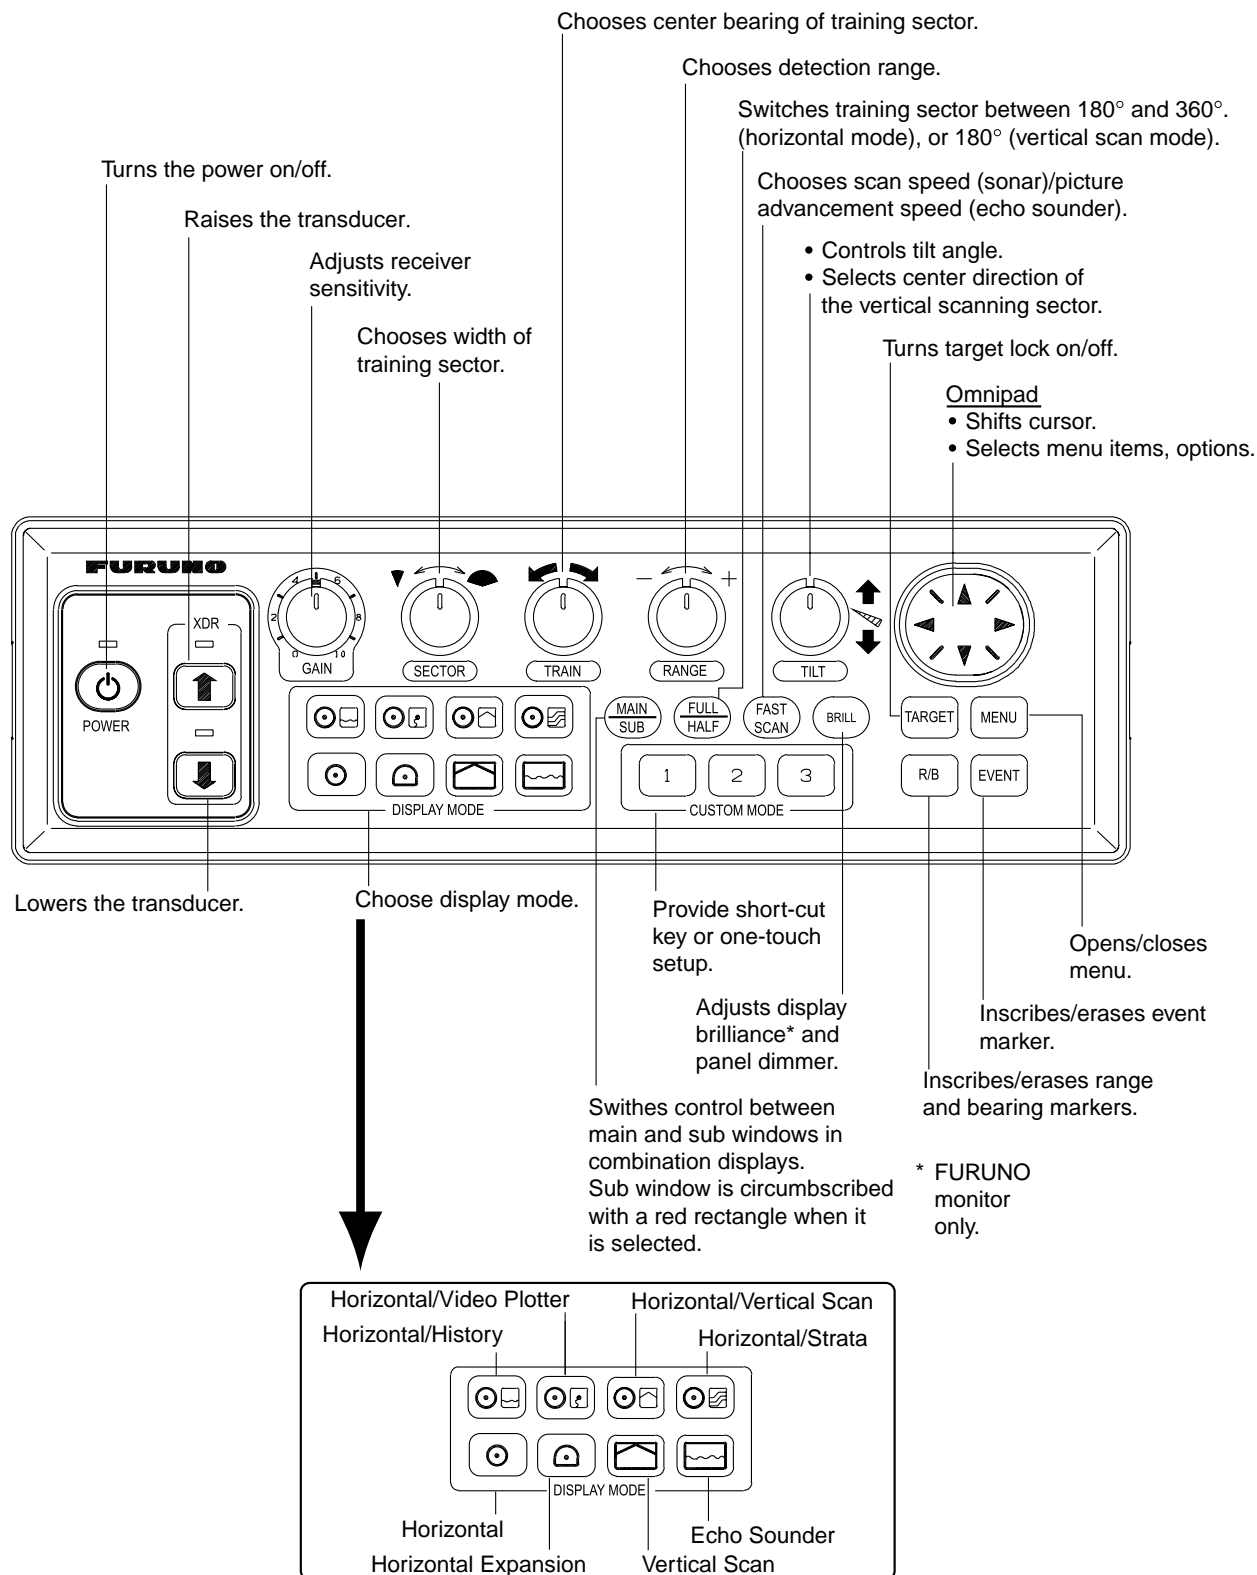 Chooses center bearing of training sector.
Chooses detection range.
Switches training sector between 180° and 360°.
(horizontal mode), or 180° (vertical scan mode).
Turns the power on/off.
Chooses scan speed (sonar)/picture
advancement speed (echo sounder).
Raises the transducer.
Adjusts receiver
sensitivity.
• Controls tilt angle.
• Selects center direction of
the vertical scanning sector.
Chooses width of
training sector.
Turns target lock on/off.
Omnipad
• Shifts cursor.
• Selects menu items, options.
FURUNO
XDR
POWER
0
2
4
6
8
10
GAIN
SECTOR
TRAIN
− +
RANGE
TILT
MAIN
SUB
FULL
HALF
FAST
SCAN
BRILL
TARGET
MENU
R/B
EVENT
1
2
3
DISPLAY MODE
CUSTOM MODE
Lowers the transducer.
Choose display mode.
Provide short-cut
key or one-touch
setup.
Opens/closes
menu.
Adjusts display
brilliance* and
panel dimmer.
Inscribes/erases event
marker.
Inscribes/erases range
and bearing markers.
Swithes control between
main and sub windows in
combination displays.
Sub window is circumbscribed
with a red rectangle when it
is selected.
* FURUNO
monitor
only.
Horizontal/Video Plotter
Horizontal/Vertical Scan
Horizontal/History
Horizontal/Strata
DISPLAY MODE
Horizontal
Echo Sounder
Horizontal Expansion
Vertical Scan